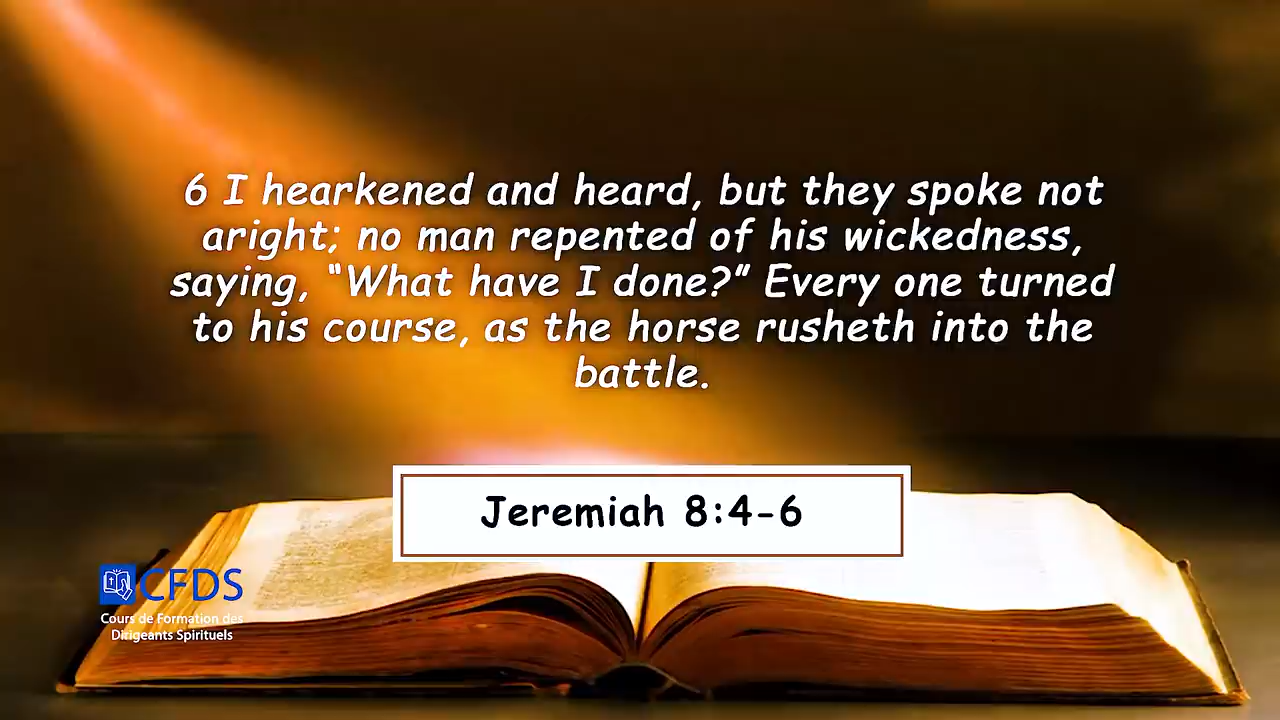 6 I hearkened and heard, but they spoke not
aright; no man repented of his wickedness,
saying, “What have I done?” Every one turned
to his course, as the horse rusheth into the
battle.
Jeremiah 8:4-6
CFDS
Cours de Formation des
Dirigeants Spirituels